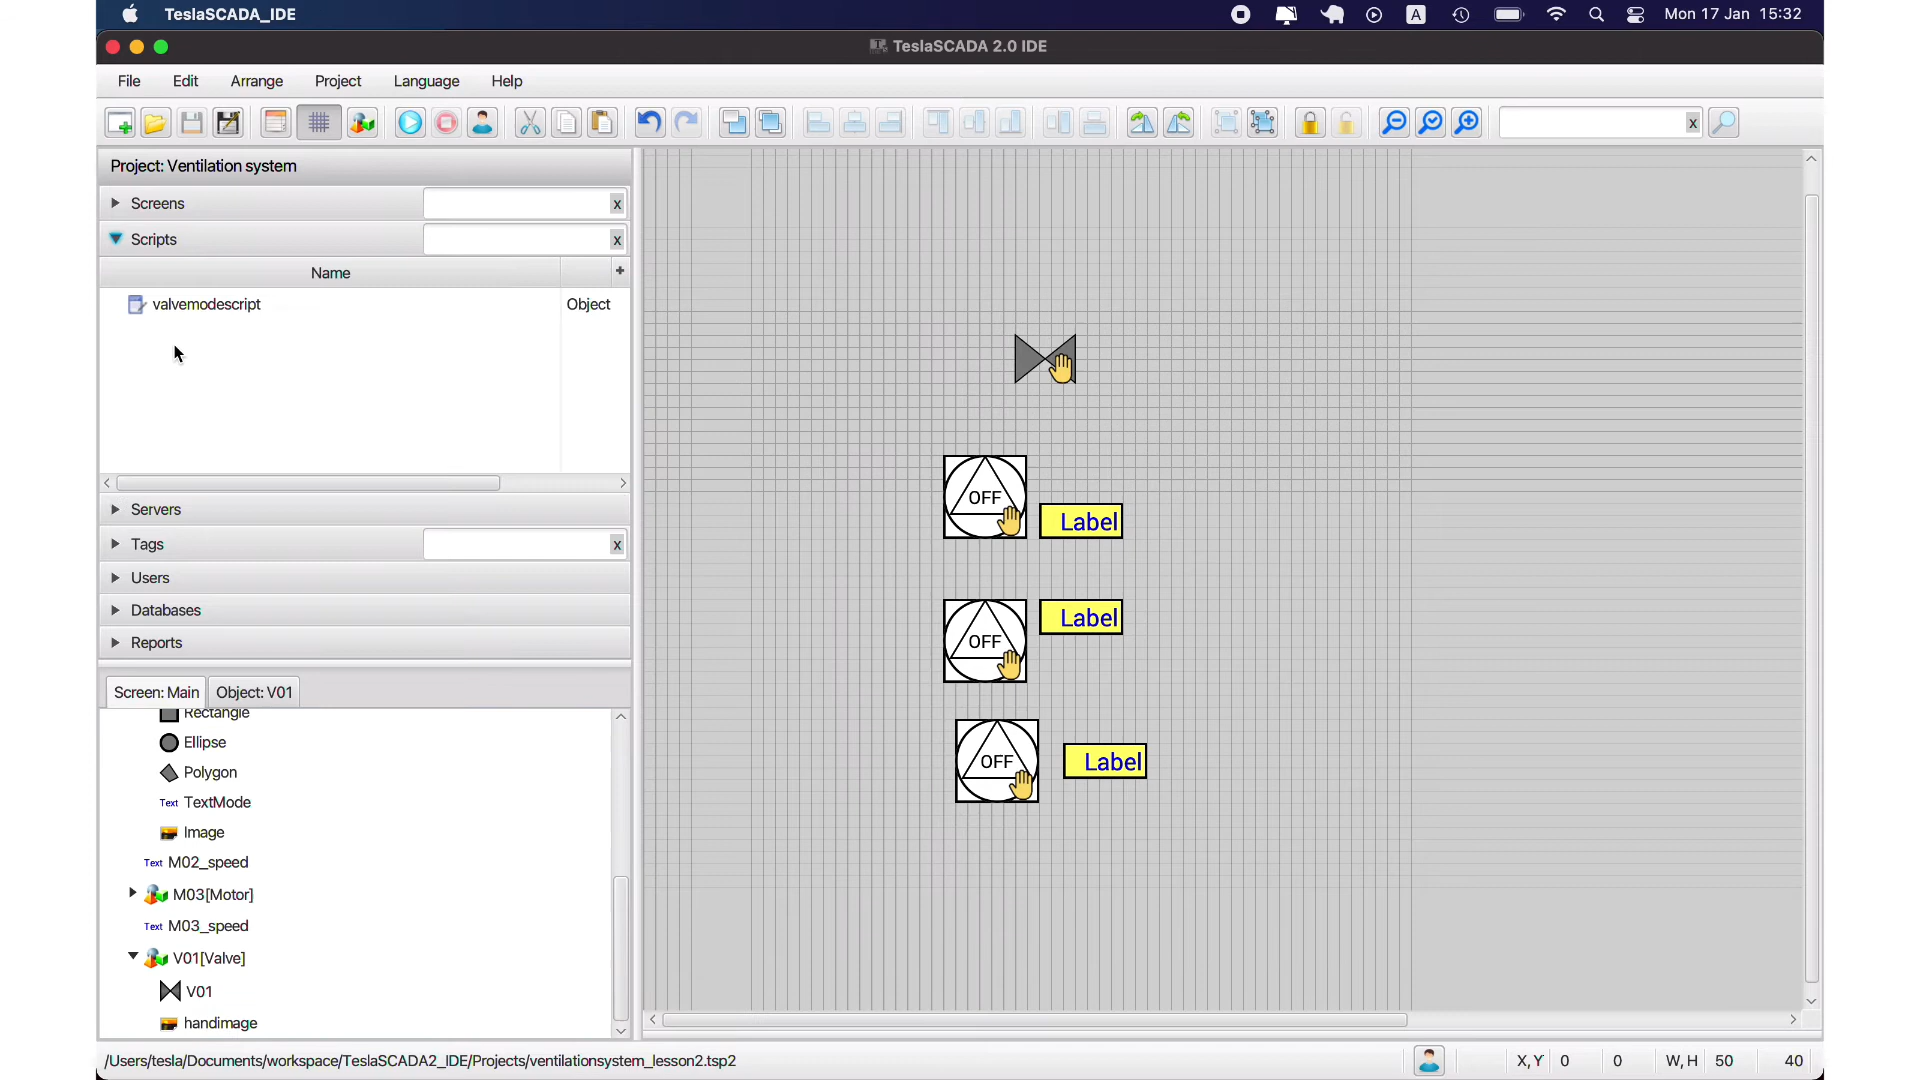 TeslaSCADA_IDE
A
Mon 17 Jan 15:32
TeslaSCADA 2.0 IDE
File Edit Arrange Project Language Help
x
Project: Ventilation system
Screens x
Scripts x
Name +
valvemodescript Object
Servers
Tags x
Users
Databases
Reports
Screen: Main Object: V01
Rectangle
Ellipse
Polygon
Text TextMode
Image
Text M02_speed
M03[Motor]
Text M03_speed
V01[Valve]
V01
handimage
OFF
Label
OFF
Label
OFF
Label
/Users/tesla/Documents/workspace/TeslaSCADA2_IDE/Projects/ventilationsystem_lesson2.tsp2
X,Y 0 0 W,H 50 40